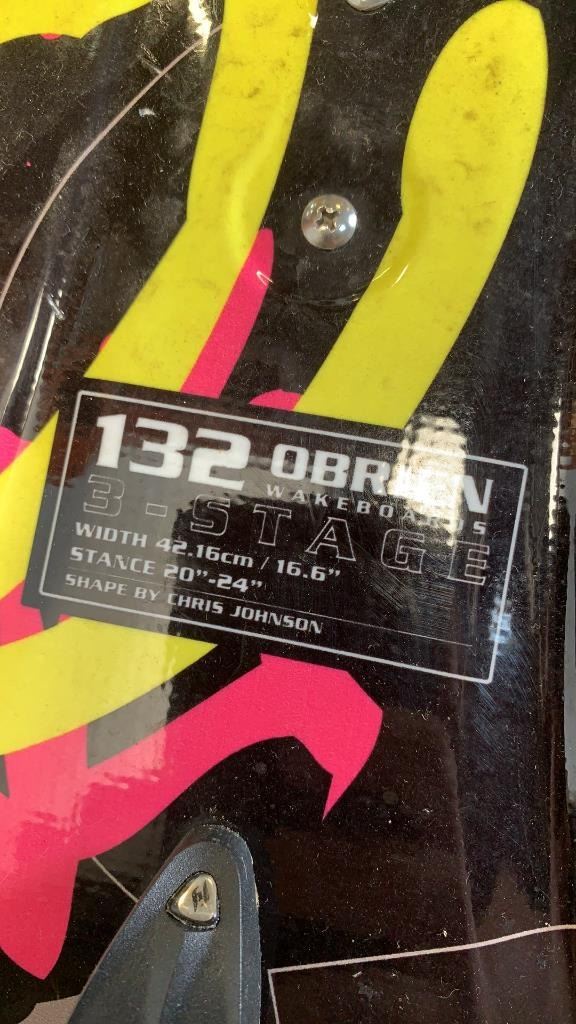 132 OBRIEN
WAKEBOARDS
3-STAGE
WIDTH 42.16cm / 16.6"
STANCE 20"-24"
SHAPE BY CHRIS JOHNSON